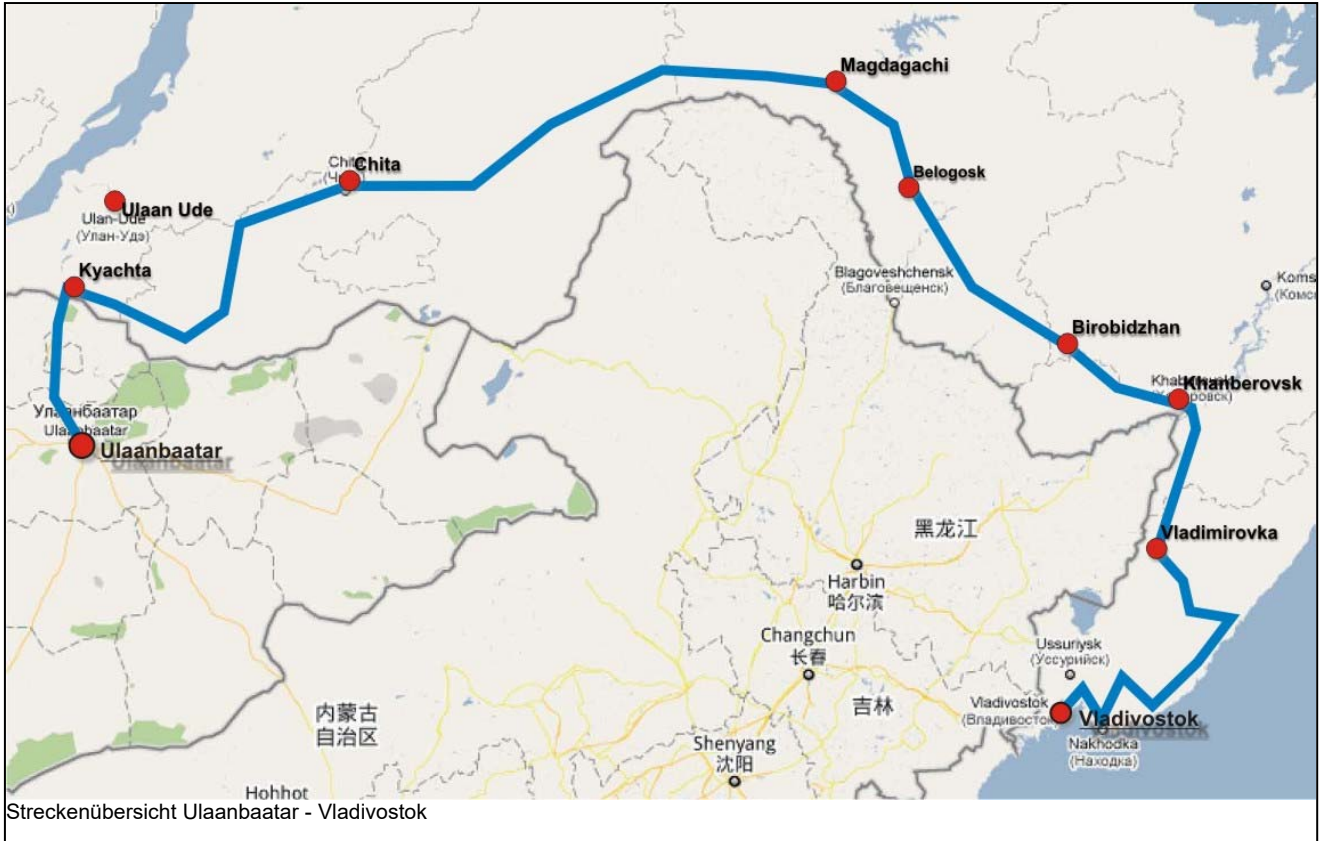 Magdagachi
Chita
Belogosk
Ulaan Ude
Ulan-Ude
(Улан-Удэ)
Kyachta
Blagoveshchensk
(Благовещенск)
Koms
(Комс
Birobidzhan
Khanberovsk
Улаанбаатар
Ulaanbaatar
Ulaanbaatar
黑龙江
Vladimirovka
Harbin
哈尔滨
Changchun
长春
Ussuriysk
(Уссурийск)
内蒙古
自治区
吉林
Vladivostok
(Владивосток
Vladivostok
Nakhodka
(Находка)
Shenyang
沈阳
Hohhot
Streckenübersicht Ulaanbaatar - Vladivostok